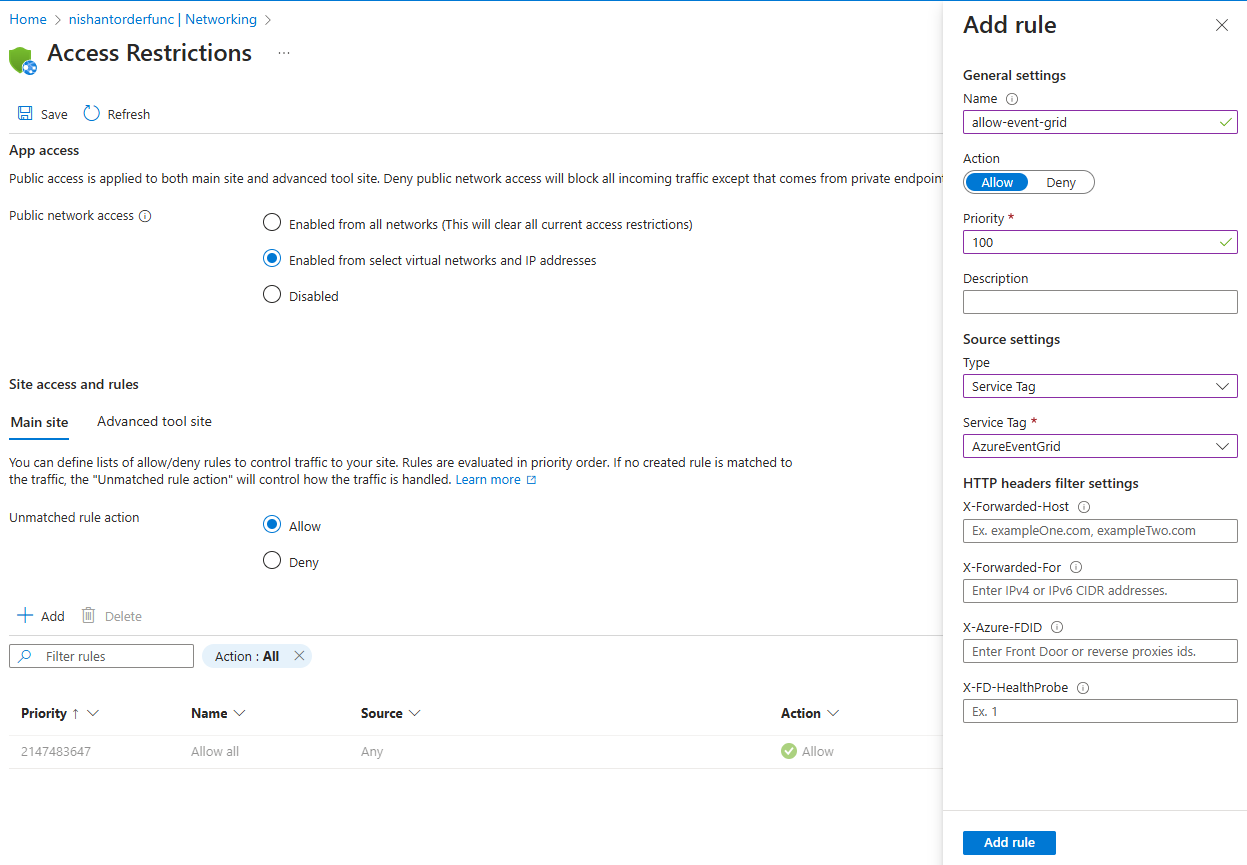 Home > nishantorderfunc | Networking >
Access Restrictions ...
Save Refresh
App access
Public access is applied to both main site and advanced tool site. Deny public network access will block all incoming traffic except that comes from private endpoin
Public network access
Enabled from all networks (This will clear all current access restrictions)
Enabled from select virtual networks and IP addresses
Disabled
Site access and rules
Main site Advanced tool site
You can define lists of allow/deny rules to control traffic to your site. Rules are evaluated in priority order. If no created rule is matched to
the traffic, the "Unmatched rule action" will control how the traffic is handled. Learn more
Unmatched rule action
Allow
Deny
Add Delete
Filter rules Action : All
Priority ↑ Name Source Action
2147483647 Allow all Any Allow
Add rule
General settings
Name
allow-event-grid
Action
Allow Deny
Priority *
100
Description
Source settings
Type
Service Tag
Service Tag *
AzureEventGrid
HTTP headers filter settings
X-Forwarded-Host
Ex. exampleOne.com, exampleTwo.com
X-Forwarded-For
Enter IPv4 or IPv6 CIDR addresses.
X-Azure-FDID
Enter Front Door or reverse proxies ids.
X-FD-HealthProbe
Ex. 1
Add rule